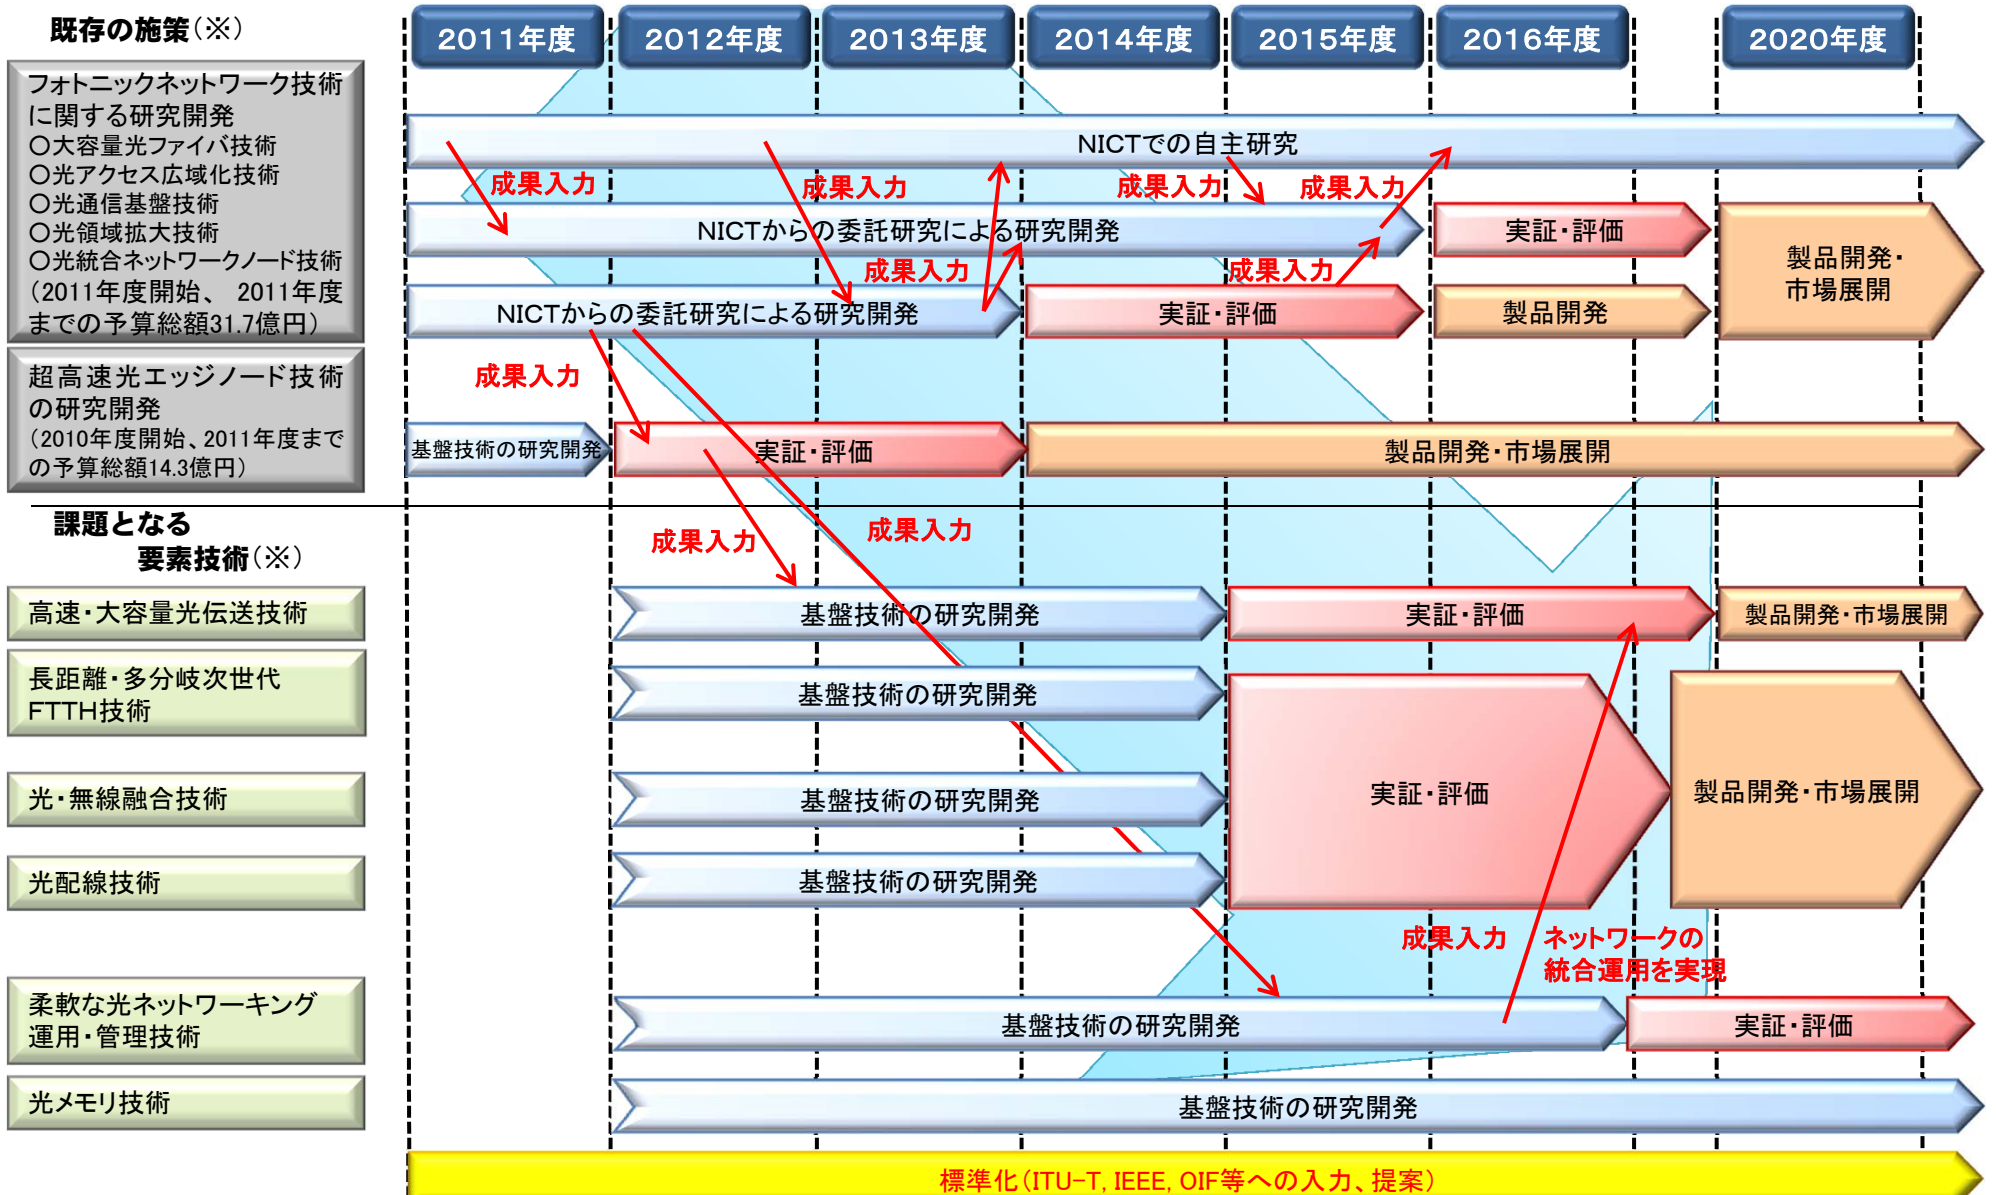 既存の施策(※)
2011年度
2012年度
2013年度
2014年度
2015年度
2016年度
2020年度
フォトニックネットワーク技術
に関する研究開発
○大容量光ファイバ技術
○光アクセス広域化技術
○光通信基盤技術
○光領域拡大技術
○光統合ネットワークノード技術
(2011年度開始、 2011年度
までの予算総額31.7億円)
NICTでの自主研究
成果入力
成果入力
成果入力
成果入力
NICTからの委託研究による研究開発
実証・評価
製品開発・
市場展開
成果入力
成果入力
NICTからの委託研究による研究開発
実証・評価
製品開発
超高速光エッジノード技術
の研究開発
(2010年度開始、2011年度まで
の予算総額14.3億円)
成果入力
基盤技術の研究開発
実証・評価
製品開発・市場展開
課題となる
要素技術(※)
成果入力
成果入力
高速・大容量光伝送技術
基盤技術の研究開発
実証・評価
製品開発・市場展開
長距離・多分岐次世代
FTTH技術
基盤技術の研究開発
光・無線融合技術
基盤技術の研究開発
実証・評価
製品開発・市場展開
光配線技術
基盤技術の研究開発
成果入力
ネットワークの
統合運用を実現
柔軟な光ネットワーキング
運用・管理技術
基盤技術の研究開発
実証・評価
光メモリ技術
基盤技術の研究開発
標準化(ITU-T, IEEE, OIF等への入力、提案)